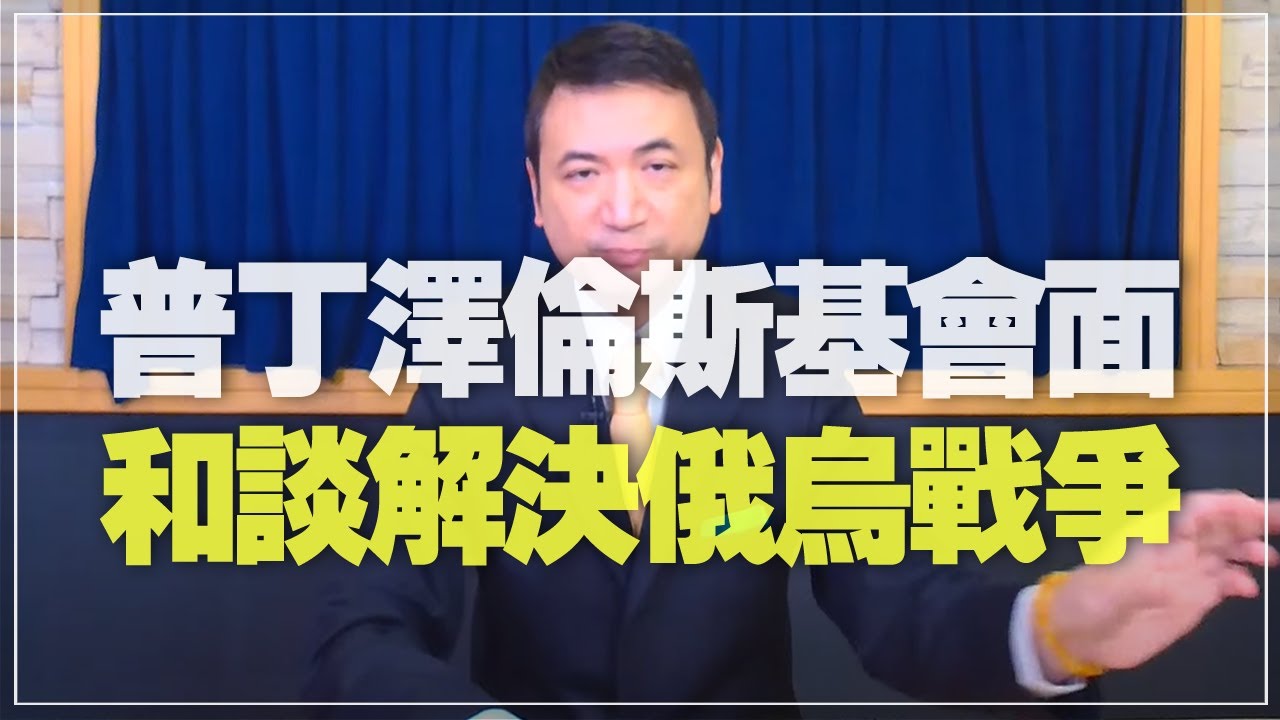 普丁澤倫斯基會面
和談解決俄烏戰爭